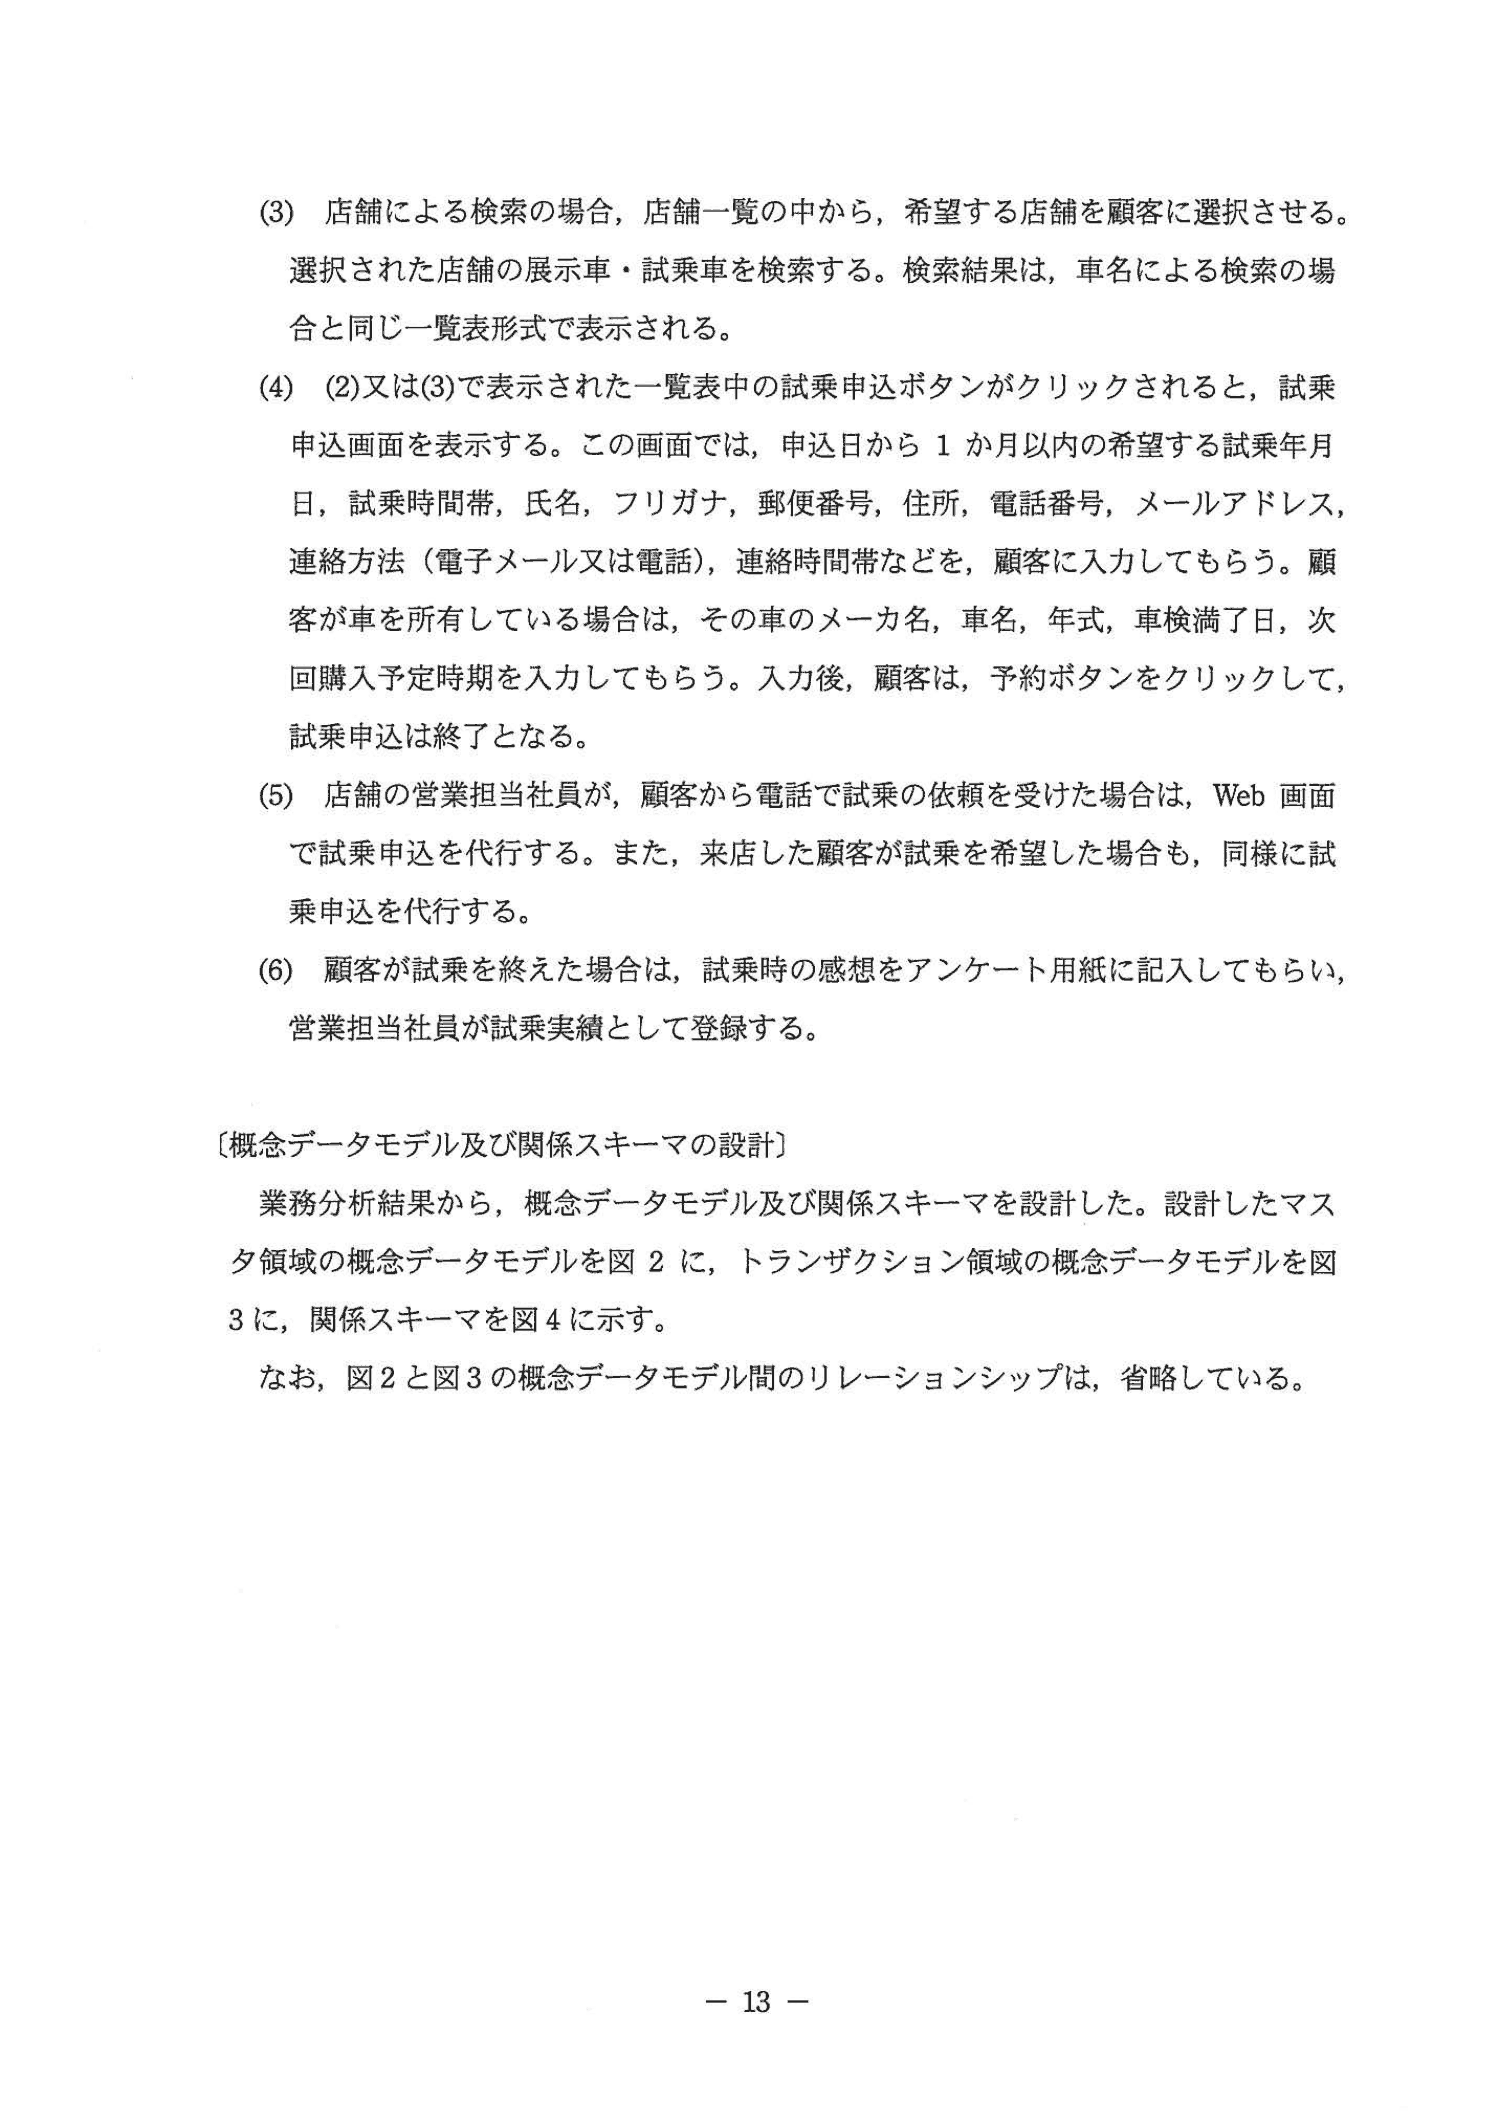 (3) 店舗による検索の場合，店舗一覧の中から，希望する店舗を顧客に選択させる。
選択された店舗の展示車・試乗車を検索する。検索結果は，車名による検索の場
合と同じ一覧表形式で表示される。
(4) (2)又は(3)で表示された一覧表中の試乗申込ボタンがクリックされると，試乗
申込画面を表示する。この画面では，申込日から 1 か月以内の希望する試乗年月
日，試乗時間帯，氏名，フリガナ，郵便番号，住所，電話番号，メールアドレス，
連絡方法（電子メール又は電話），連絡時間帯などを，顧客に入力してもらう。顧
客が車を所有している場合は，その車のメーカ名，車名，年式，車検満了日，次
回購入予定時期を入力してもらう。入力後，顧客は，予約ボタンをクリックして，
試乗申込は終了となる。
(5) 店舗の営業担当社員が，顧客から電話で試乗の依頼を受けた場合は，Web 画面
で試乗申込を代行する。また，来店した顧客が試乗を希望した場合も，同様に試
乗申込を代行する。
(6) 顧客が試乗を終えた場合は，試乗時の感想をアンケート用紙に記入してもらい，
営業担当社員が試乗実績として登録する。
〔概念データモデル及び関係スキーマの設計〕
業務分析結果から，概念データモデル及び関係スキーマを設計した。設計したマス
タ領域の概念データモデルを図 2 に，トランザクション領域の概念データモデルを図
3 に，関係スキーマを図 4 に示す。
なお，図 2 と図 3 の概念データモデル間のリレーションシップは，省略している。
－ 13 －